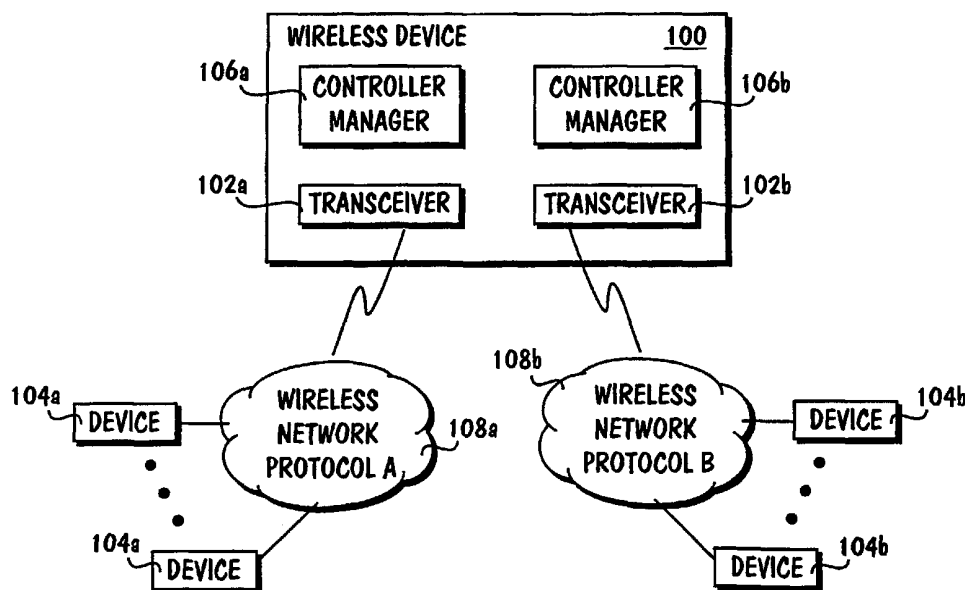 WIRELESS DEVICE 100
106a
CONTROLLER
MANAGER
CONTROLLER
MANAGER
106b
102a
TRANSCEIVER
TRANSCEIVER
102b
104a
DEVICE
WIRELESS
NETWORK
PROTOCOL A
108a
108b
WIRELESS
NETWORK
PROTOCOL B
104b
DEVICE
104a
DEVICE
DEVICE
104b